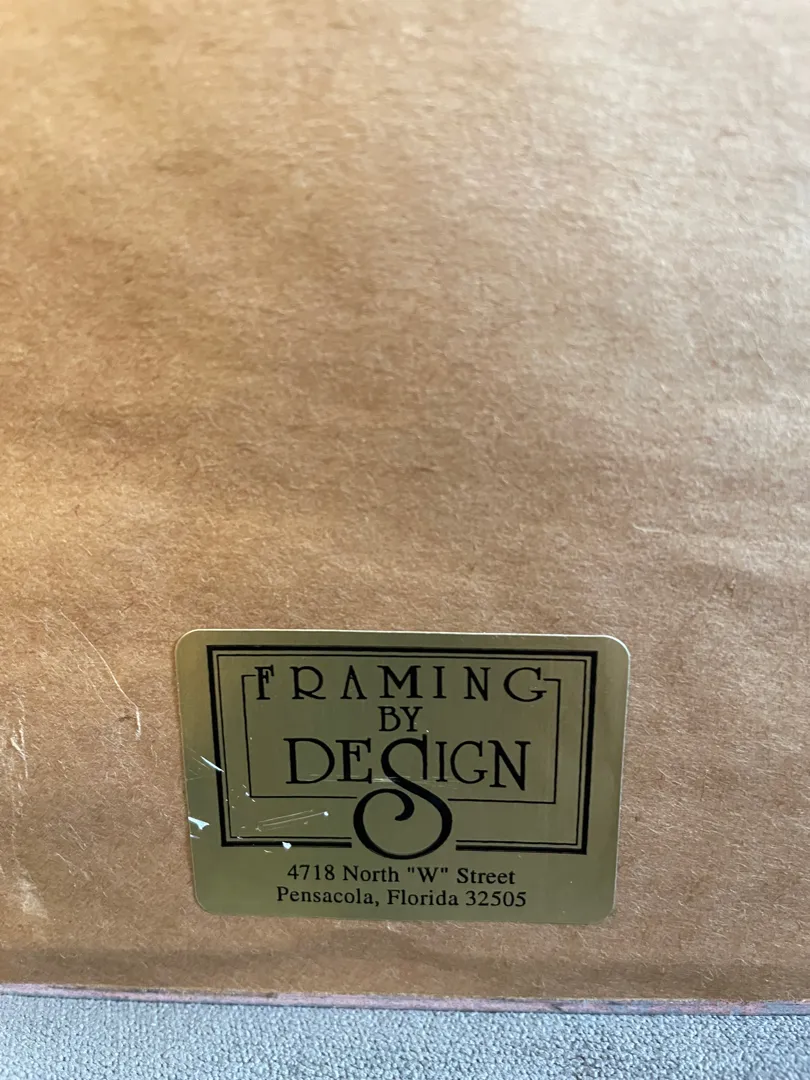 FRAMING
BY
DESIGN
4718 North "W" Street
Pensacola, Florida 32505